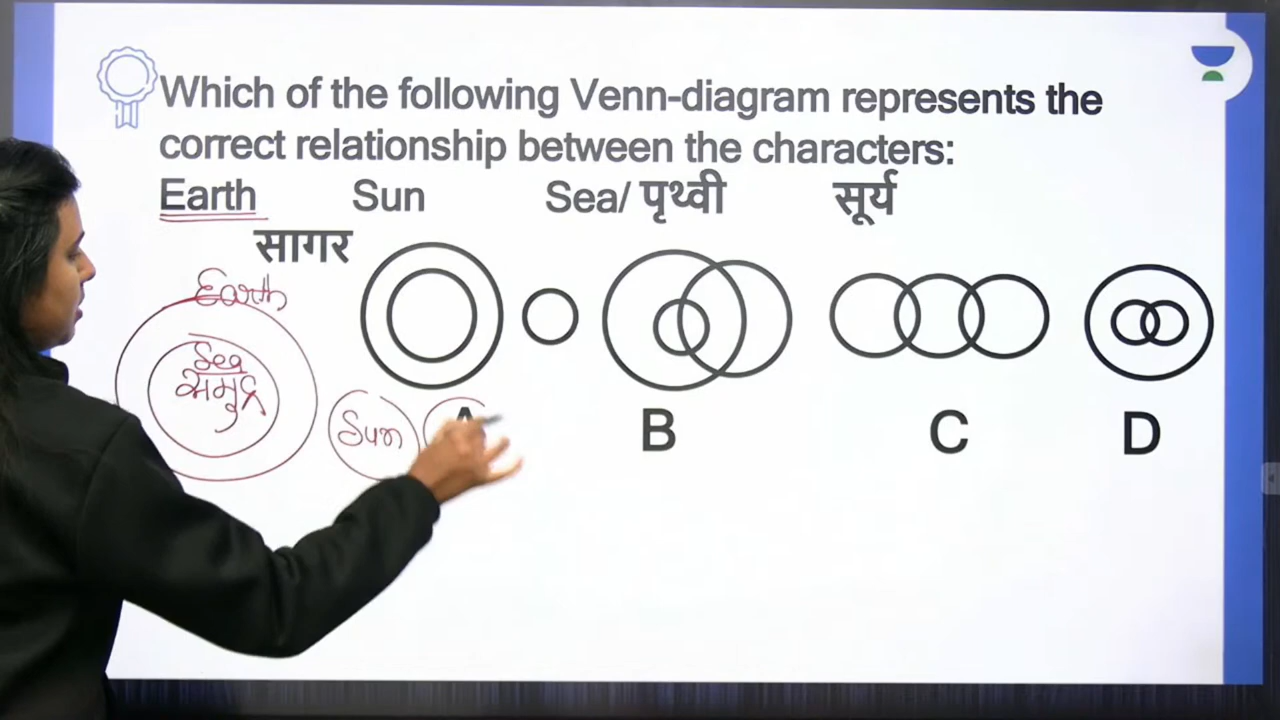 Which of the following Venn-diagram represents the
correct relationship between the characters:
Earth Sun Sea/ पृथ्वी सूर्य
सागर
Earth
Sea
समुद्र
Sun
A B C D